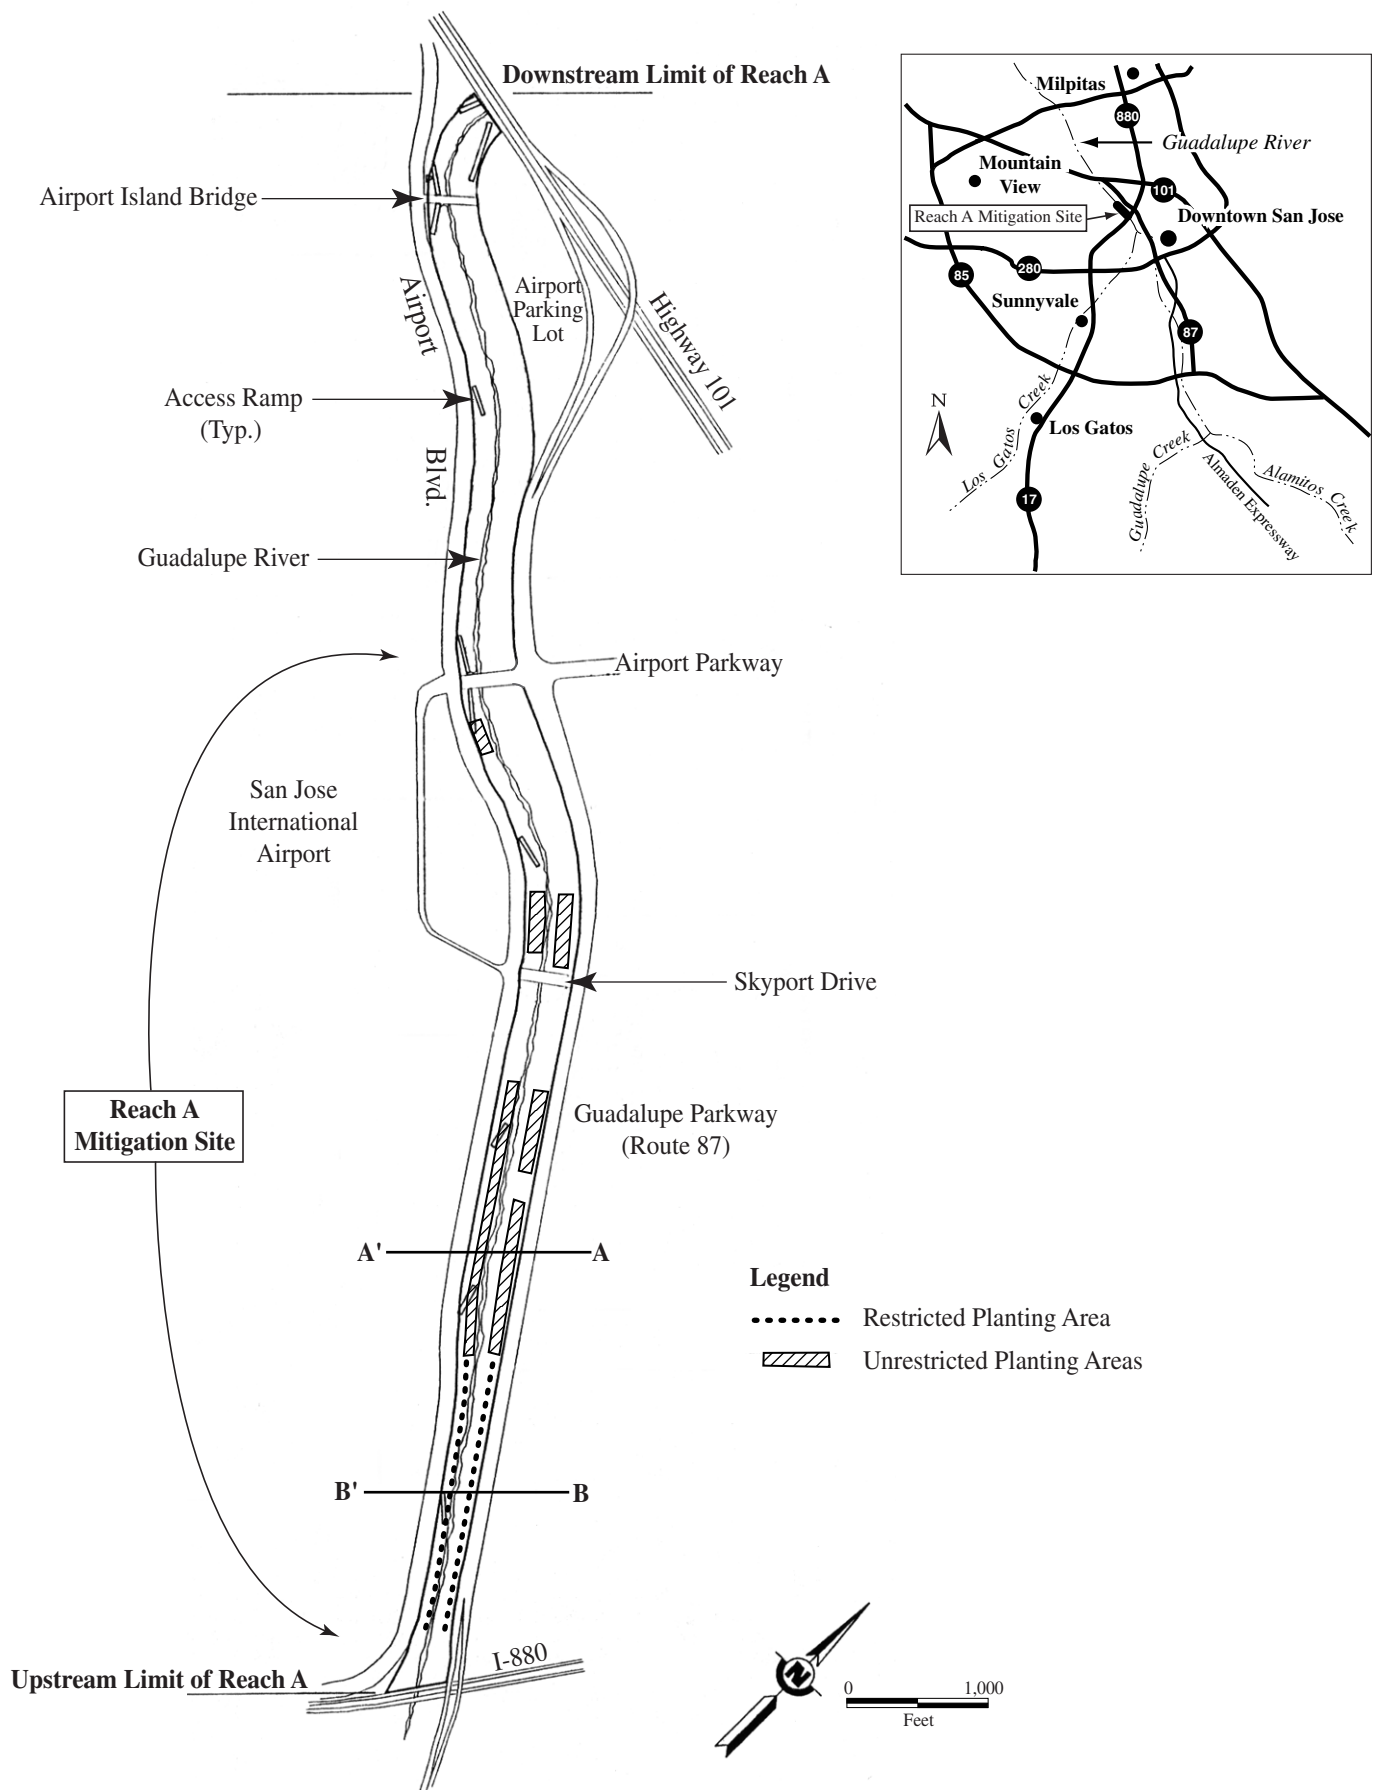 Downstream Limit of Reach A
Airport Island Bridge
Airport
Blvd.
Airport
Parking
Lot
Highway 101
Access Ramp
(Typ.)
Guadalupe River
Airport Parkway
San Jose
International
Airport
Skyport Drive
Reach A
Mitigation Site
Guadalupe Parkway
(Route 87)
A'
A
B'
B
Legend
Restricted Planting Area
Unrestricted Planting Areas
I-880
Upstream Limit of Reach A
N
0
1,000
Feet
Milpitas
880
Guadalupe River
Mountain
View
101
Reach A Mitigation Site
Downtown San Jose
85
280
Sunnyvale
87
N
Los Gatos Creek
Los Gatos
17
Guadalupe Creek
Almaden Expressway
Alamitos Creek